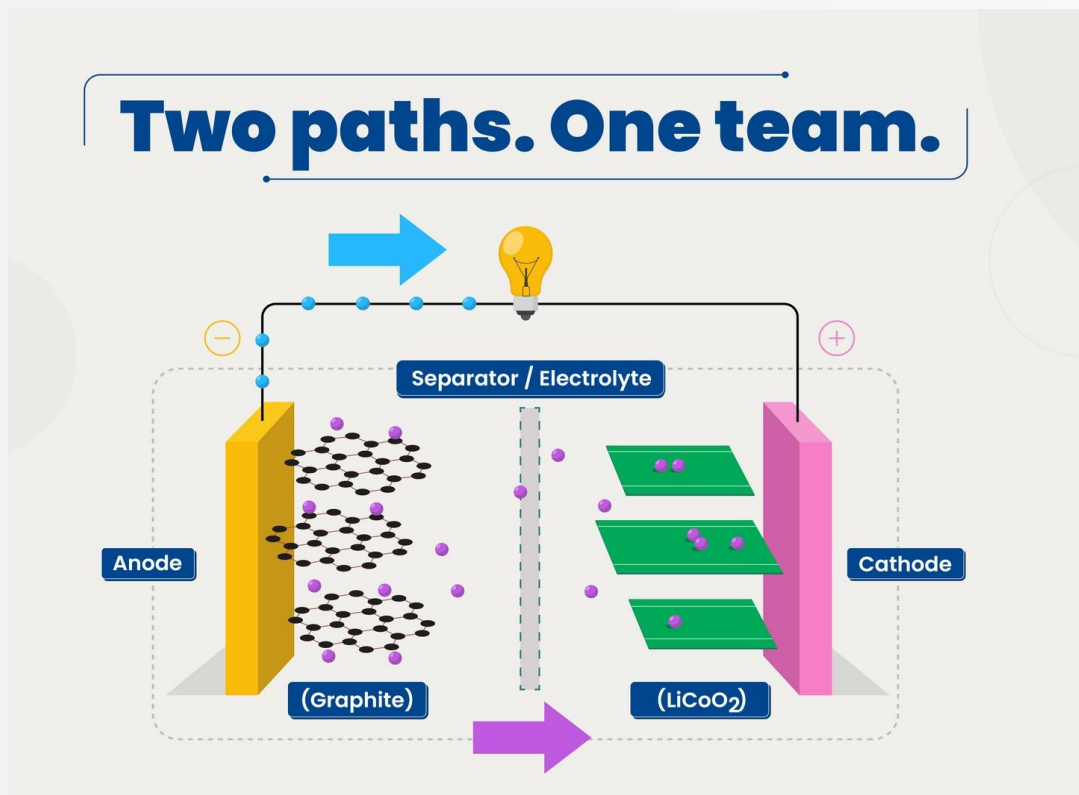 Two paths. One team.
−
+
Separator / Electrolyte
Anode
Cathode
(Graphite)
(LiCoO₂)